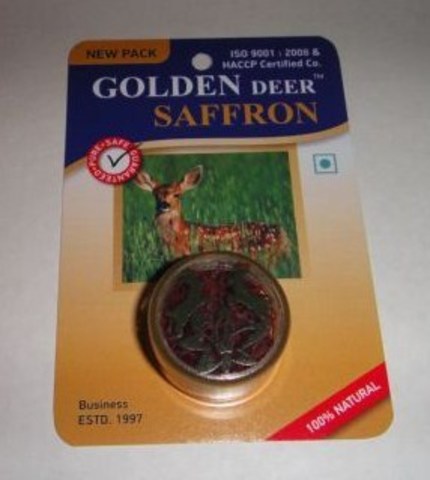 NEW PACK
ISO 9001 : 2008 &
HACCP Certified Co.
GOLDEN DEER™
SAFFRON
PURE • SAFE • GUARANTEED
Business
ESTD. 1997
100% NATURAL